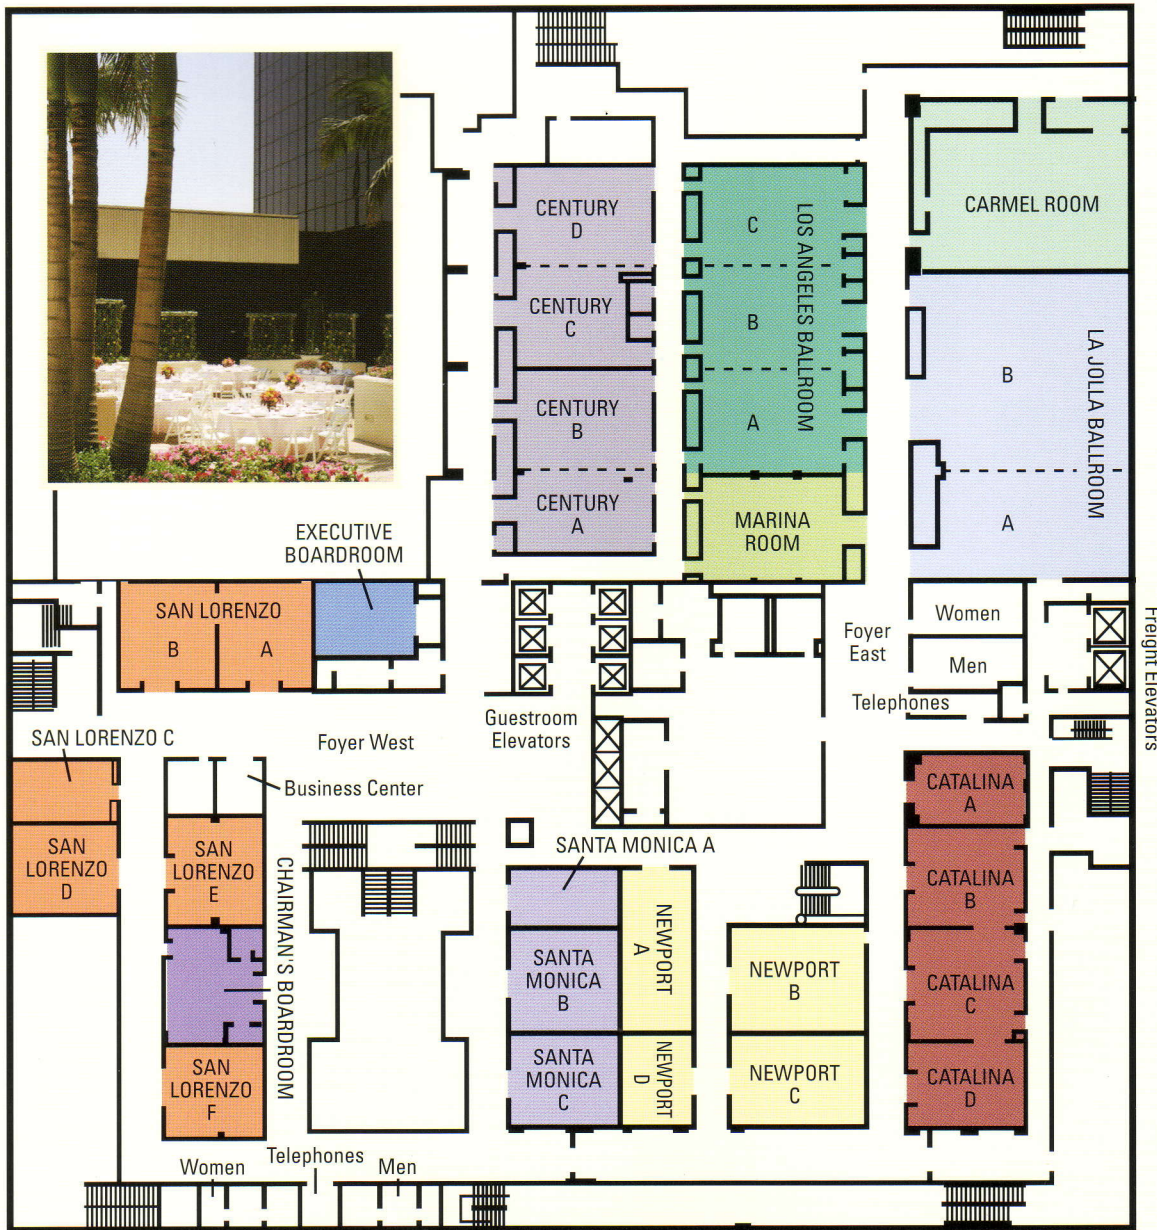 CENTURY
D
CENTURY
C
CENTURY
B
CENTURY
A
C
B
A
LOS ANGELES BALLROOM
MARINA
ROOM
CARMEL ROOM
B
A
LA JOLLA BALLROOM
EXECUTIVE
BOARDROOM
SAN LORENZO
B
A
Foyer
East
Women
Men
Telephones
Freight Elevators
Guestroom
Elevators
Foyer West
SAN LORENZO C
Business Center
SAN
LORENZO
D
SAN
LORENZO
E
CHAIRMAN'S BOARDROOM
SAN
LORENZO
F
SANTA MONICA A
SANTA
MONICA
B
SANTA
MONICA
C
NEWPORT
A
NEWPORT
D
NEWPORT
B
NEWPORT
C
CATALINA
A
CATALINA
B
CATALINA
C
CATALINA
D
Women
Telephones
Men